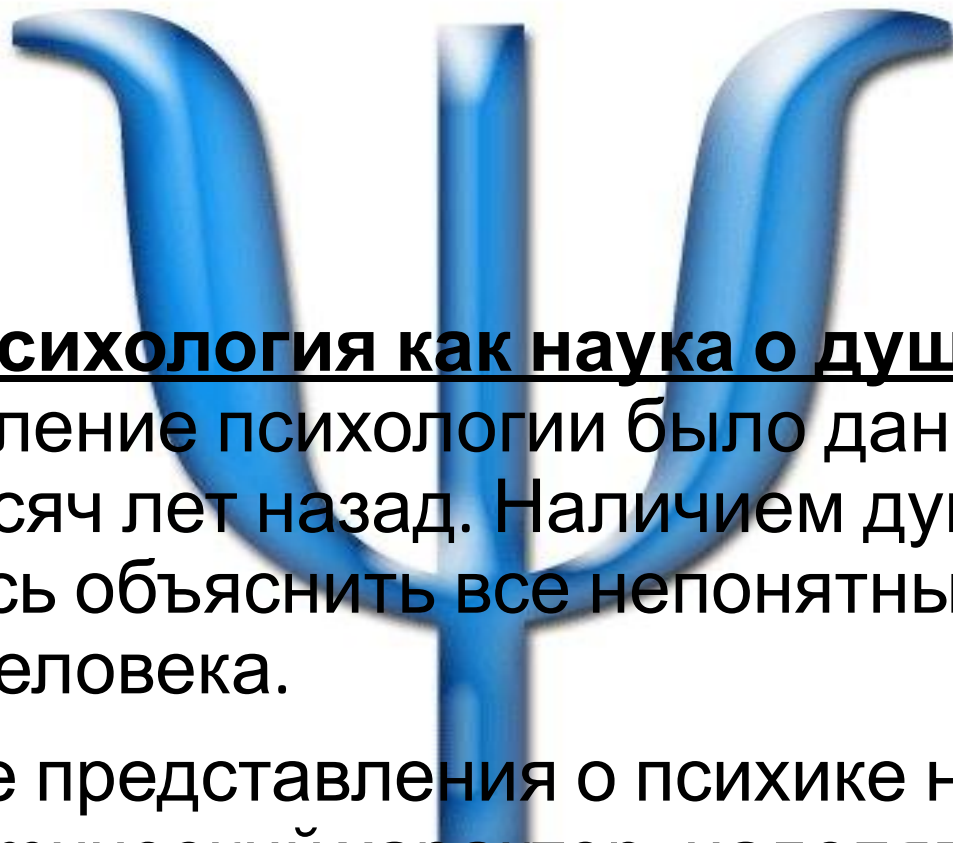 сихология как наука о душ
ление психологии было дан
сяч лет назад. Наличием ду
сь объяснить все непонятны
еловека.
е представления о психике н
характер,